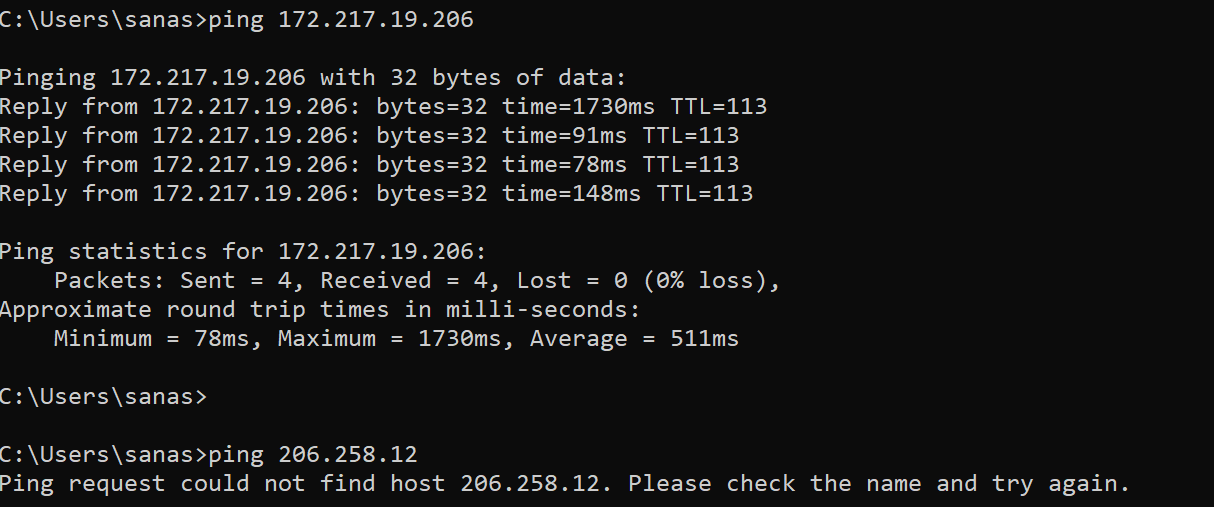 C:\Users\sanas>ping 172.217.19.206
Pinging 172.217.19.206 with 32 bytes of data:
Reply from 172.217.19.206: bytes=32 time=1730ms TTL=113
Reply from 172.217.19.206: bytes=32 time=91ms TTL=113
Reply from 172.217.19.206: bytes=32 time=78ms TTL=113
Reply from 172.217.19.206: bytes=32 time=148ms TTL=113
Ping statistics for 172.217.19.206:
    Packets: Sent = 4, Received = 4, Lost = 0 (0% loss),
Approximate round trip times in milli-seconds:
    Minimum = 78ms, Maximum = 1730ms, Average = 511ms
C:\Users\sanas>
C:\Users\sanas>ping 206.258.12
Ping request could not find host 206.258.12. Please check the name and try again.